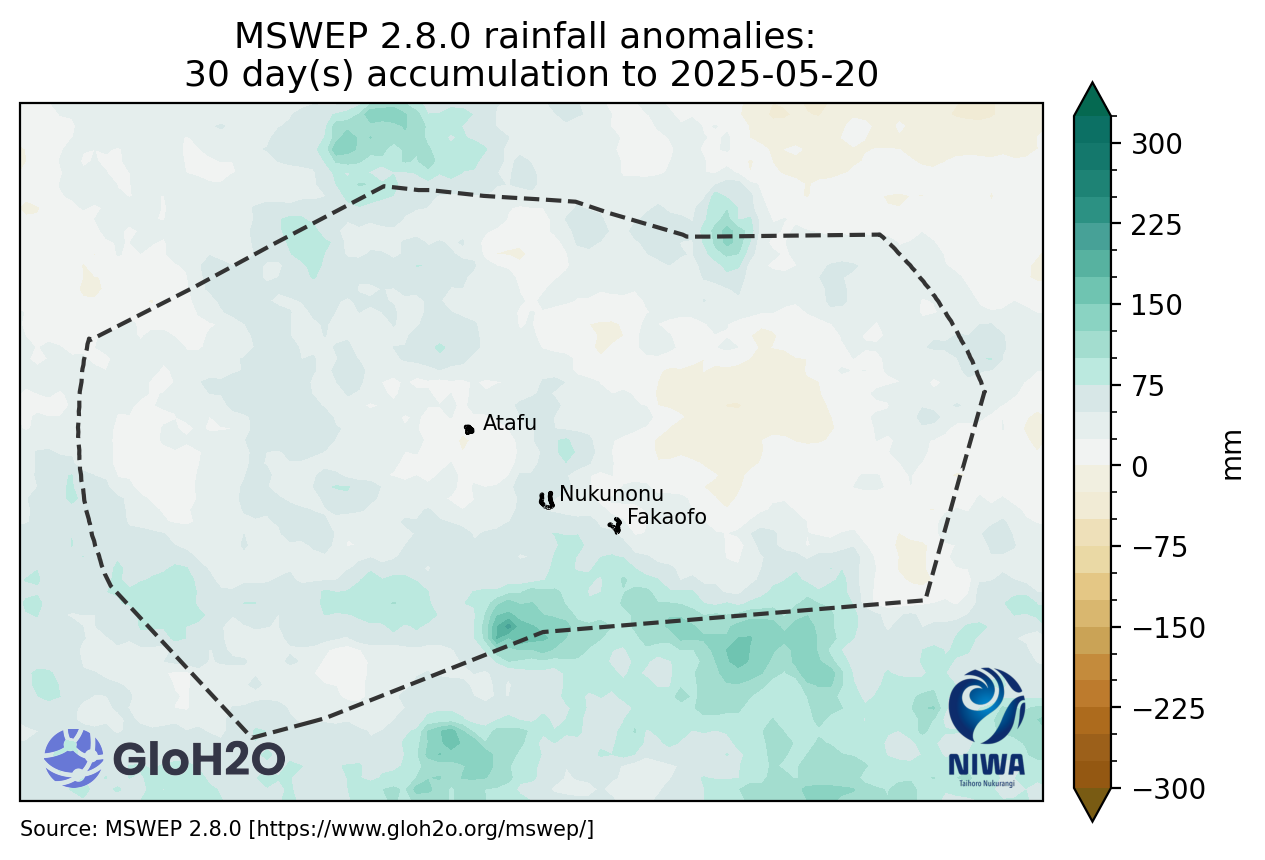 MSWEP 2.8.0 rainfall anomalies:
30 day(s) accumulation to 2025-05-20
300
225
150
75
0
−75
−150
−225
−300
mm
Atafu
Nukunonu
Fakaofo
GloH2O
NIWA
Taihoro Nukurangi
Source: MSWEP 2.8.0 [https://www.gloh2o.org/mswep/]